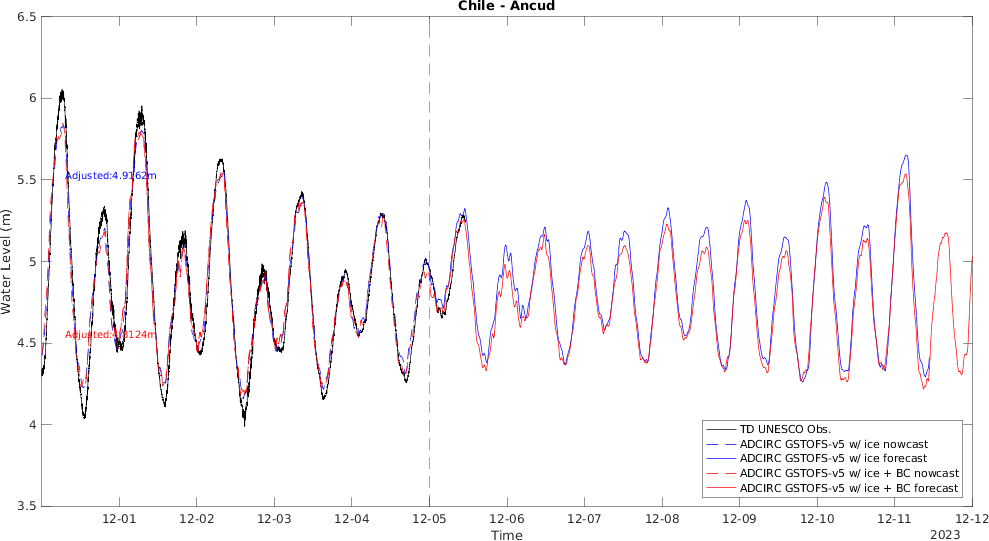 Chile - Ancud
Water Level (m)
6.5
6
5.5
5
4.5
4
3.5
Adjusted:4.9162m
TD UNESCO Obs.
ADCIRC GSTOFS-v5 w/ ice nowcast
ADCIRC GSTOFS-v5 w/ ice forecast
ADCIRC GSTOFS-v5 w/ ice + BC nowcast
ADCIRC GSTOFS-v5 w/ ice + BC forecast
12-01 12-02 12-03 12-04 12-05 12-06 12-07 12-08 12-09 12-10 12-11 12-12
Time
2023